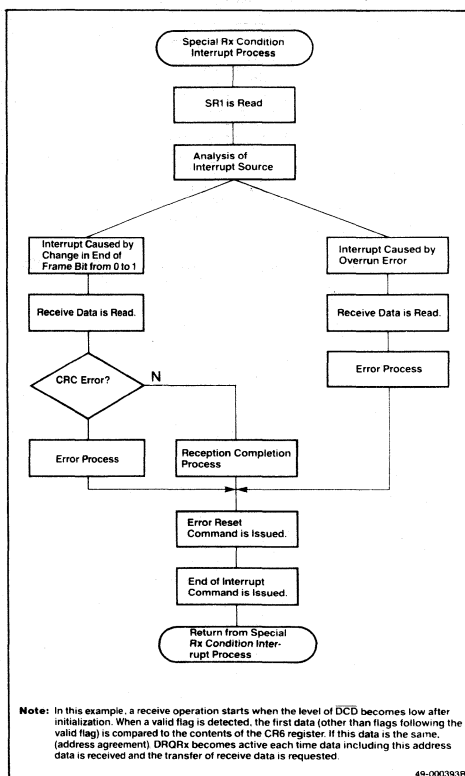 Special Rx Condition
Interrupt Process
SR1 is Read
Analysis of
Interrupt Source
Interrupt Caused by
Change in End of
Frame Bit from 0 to 1
Interrupt Caused by
Overrun Error
Receive Data is Read.
Receive Data is Read.
CRC Error?
N
Error Process
Error Process
Reception Completion
Process
Error Reset
Command is Issued.
End of Interrupt
Command is Issued.
Return from Special
Rx Condition Inter-
rupt Process
Note: In this example, a receive operation starts when the level of DCD becomes low after
initialization. When a valid flag is detected, the first data (other than flags following the
valid flag) is compared to the contents of the CR6 register. If this data is the same,
(address agreement) DRQRx becomes active each time data including this address
data is received and the transfer of receive data is requested.
49-000393B